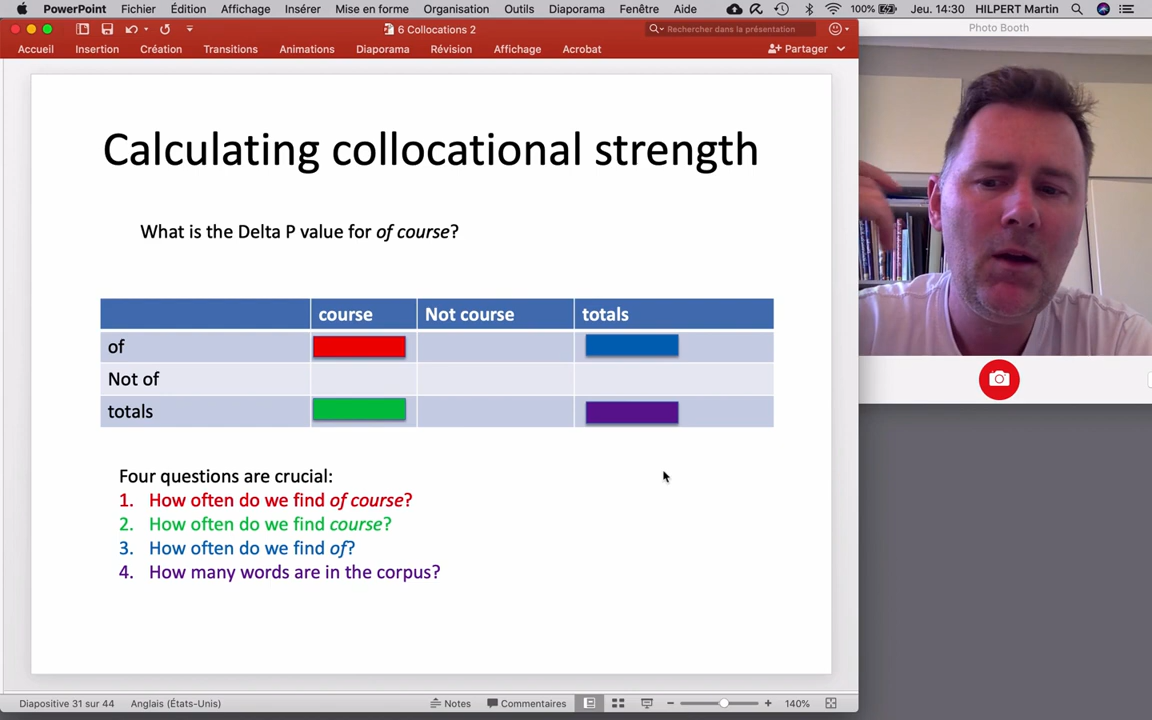 PowerPoint Fichier Édition Affichage Insérer Mise en forme Organisation Outils Diaporama Fenêtre Aide 100% Jeu. 14:30 HILPERT Martin
6 Collocations 2
Rechercher dans la présentation
Photo Booth
Accueil Insertion Création Transitions Animations Diaporama Révision Affichage Acrobat Partager
Calculating collocational strength
What is the Delta P value for of course?
course Not course totals
of
Not of
totals
Four questions are crucial:
1. How often do we find of course?
2. How often do we find course?
3. How often do we find of?
4. How many words are in the corpus?
Diapositive 31 sur 44 Anglais (États-Unis) Notes Commentaires 140%